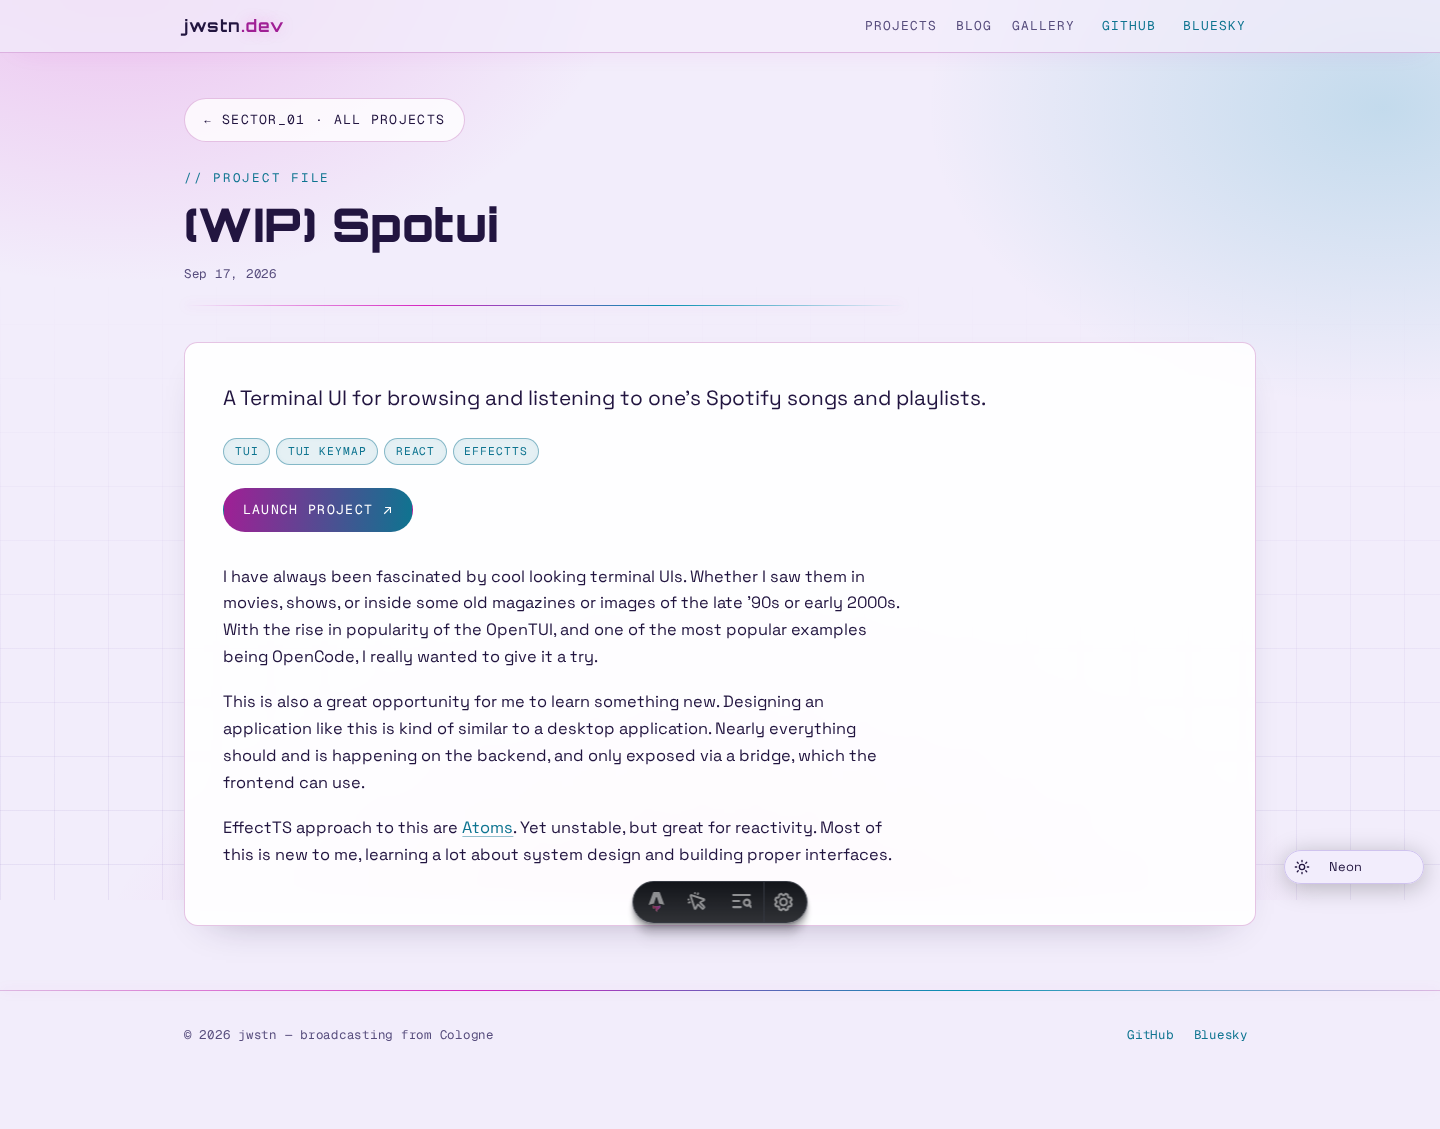 jwstn.dev
PROJECTS BLOG GALLERY GITHUB BLUESKY
← SECTOR_01 · ALL PROJECTS
// PROJECT FILE
(WIP) Spotui
Sep 17, 2026
A Terminal UI for browsing and listening to one’s Spotify songs and playlists.
TUI TUI KEYMAP REACT EFFECTTS
LAUNCH PROJECT ↗
I have always been fascinated by cool looking terminal UIs. Whether I saw them in
movies, shows, or inside some old magazines or images of the late ’90s or early 2000s.
With the rise in popularity of the OpenTUI, and one of the most popular examples
being OpenCode, I really wanted to give it a try.
This is also a great opportunity for me to learn something new. Designing an
application like this is kind of similar to a desktop application. Nearly everything
should and is happening on the backend, and only exposed via a bridge, which the
frontend can use.
EffectTS approach to this are Atoms. Yet unstable, but great for reactivity. Most of
this is new to me, learning a lot about system design and building proper interfaces.
Neon
© 2026 jwstn — broadcasting from Cologne
GitHub Bluesky